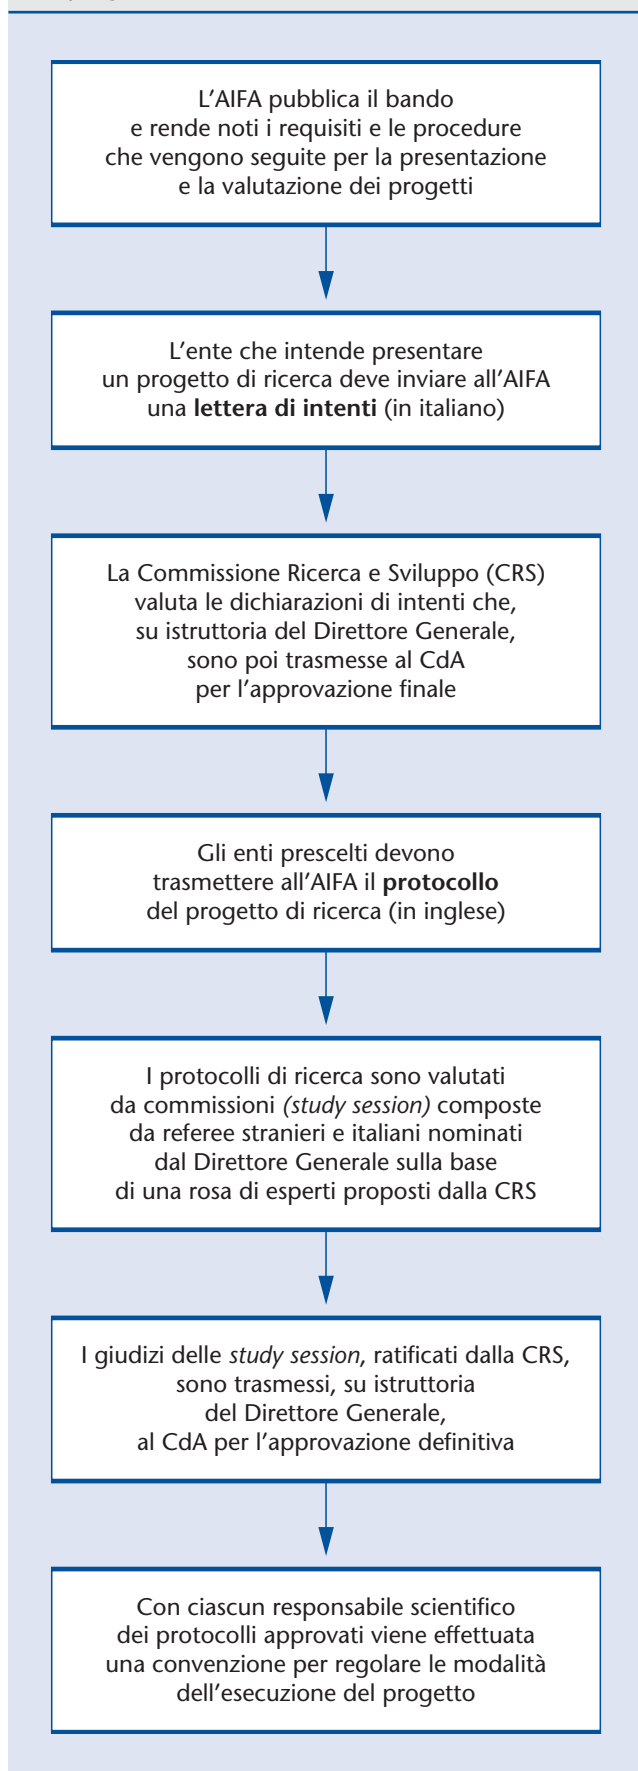 L’AIFA pubblica il bando
e rende noti i requisiti e le procedure
che vengono seguite per la presentazione
e la valutazione dei progetti
L’ente che intende presentare
un progetto di ricerca deve inviare all’AIFA
una lettera di intenti (in italiano)
La Commissione Ricerca e Sviluppo (CRS)
valuta le dichiarazioni di intenti che,
su istruttoria del Direttore Generale,
sono poi trasmesse al CdA
per l’approvazione finale
Gli enti prescelti devono
trasmettere all’AIFA il protocollo
del progetto di ricerca (in inglese)
I protocolli di ricerca sono valutati
da commissioni (study session) composte
da referee stranieri e italiani nominati
dal Direttore Generale sulla base
di una rosa di esperti proposti dalla CRS
I giudizi delle study session, ratificati dalla CRS,
sono trasmessi, su istruttoria
del Direttore Generale,
al CdA per l’approvazione definitiva
Con ciascun responsabile scientifico
dei protocolli approvati viene effettuata
una convenzione per regolare le modalità
dell’esecuzione del progetto